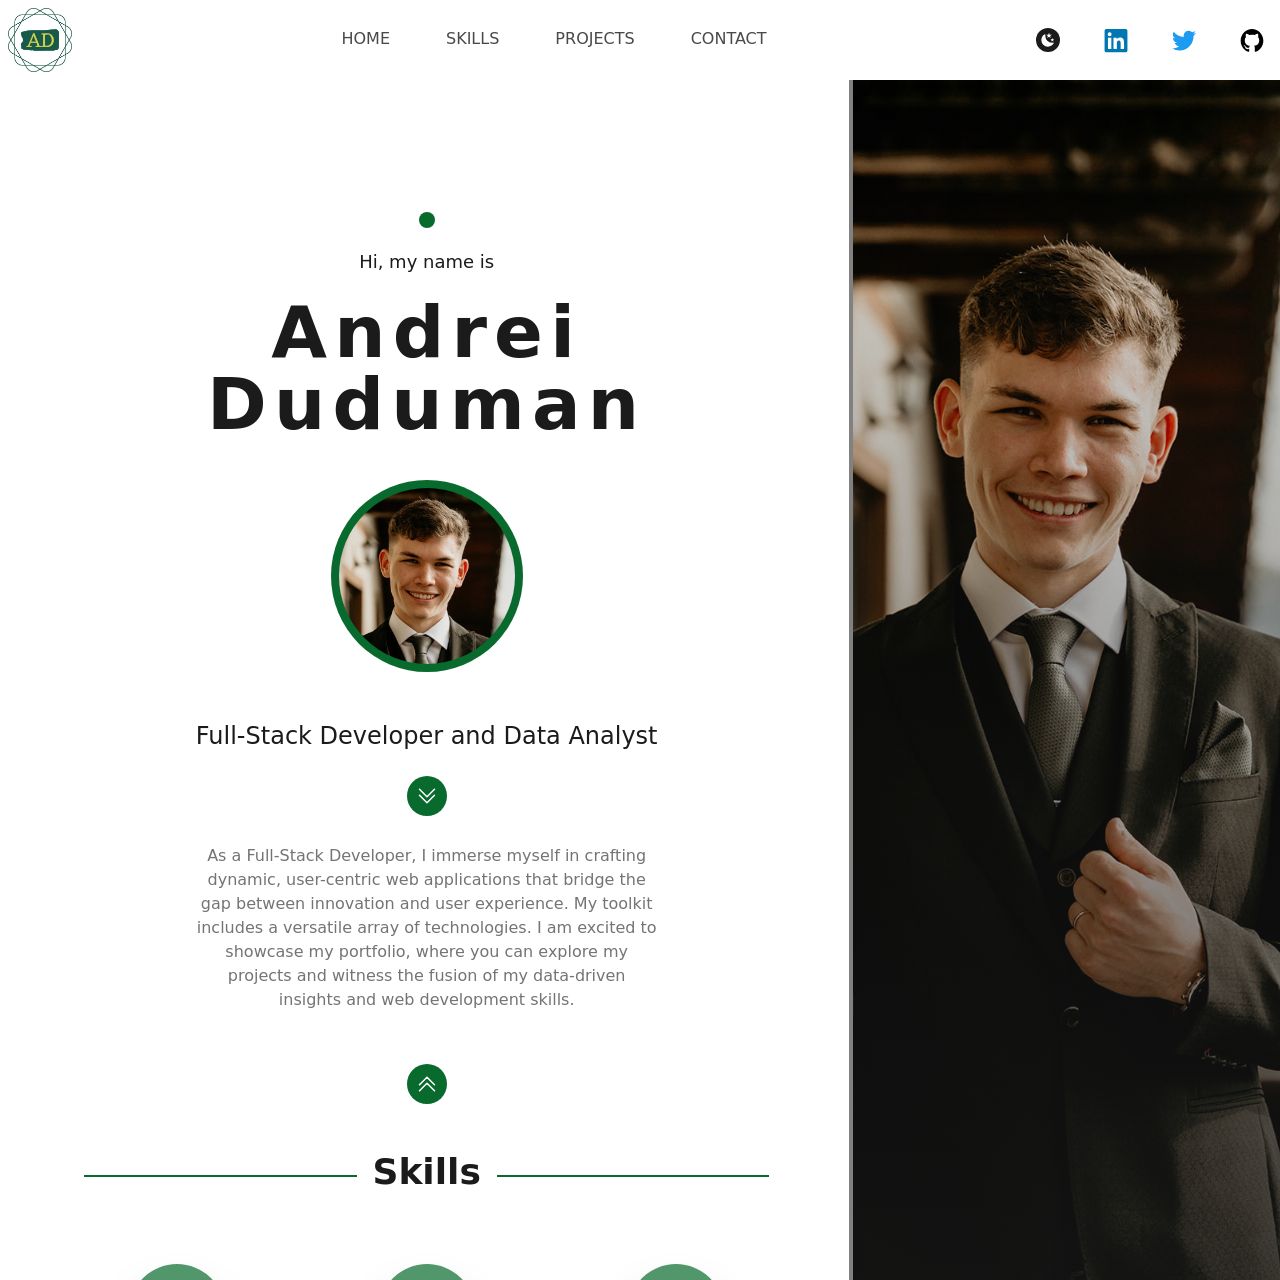 AD
HOME
SKILLS
PROJECTS
CONTACT
Hi, my name is
Andrei
Duduman
Full-Stack Developer and Data Analyst
As a Full-Stack Developer, I immerse myself in crafting
dynamic, user-centric web applications that bridge the
gap between innovation and user experience. My toolkit
includes a versatile array of technologies. I am excited to
showcase my portfolio, where you can explore my
projects and witness the fusion of my data-driven
insights and web development skills.
Skills